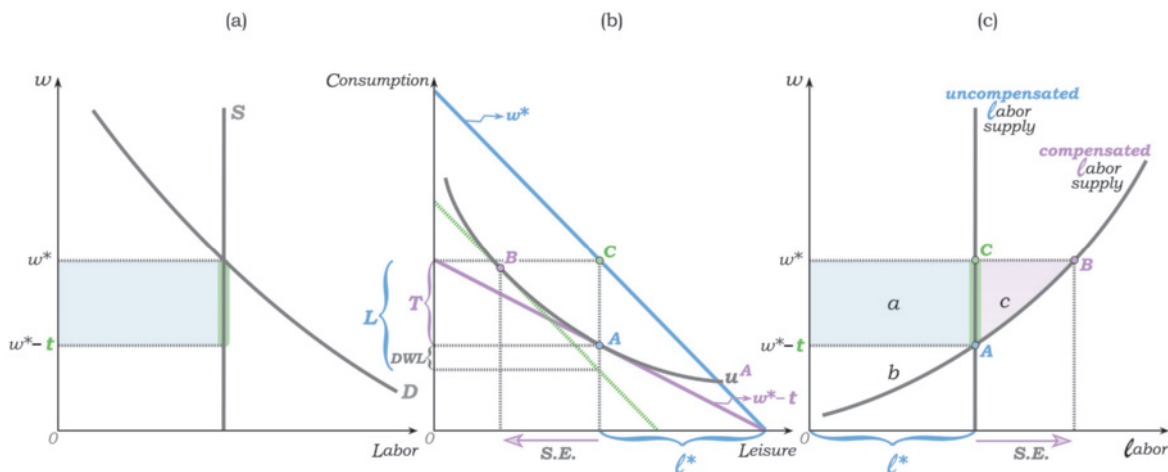 (a)
w
S
w*
w*–t
D
0
Labor
(b)
Consumption
w*
B
C
L
T
A
DWL
u^A
w*–t
0
S.E.
ℓ*
Leisure
(c)
w
uncompensated
ℓabor
supply
compensated
ℓabor
supply
w*
C
B
a
c
w*–t
A
b
0
ℓ*
S.E.
ℓabor